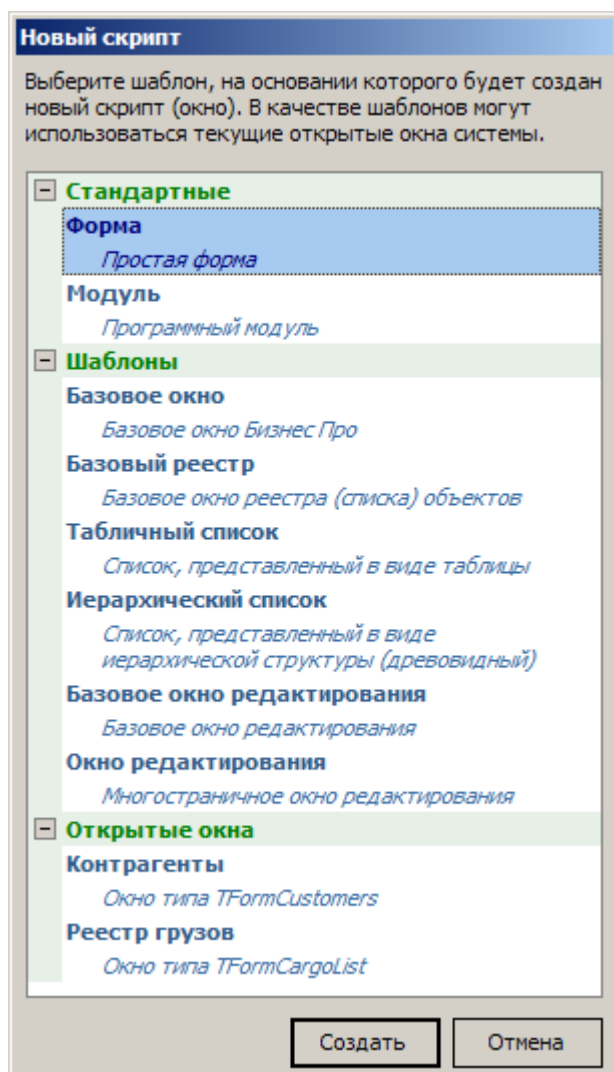 Новый скрипт
Выберите шаблон, на основании которого будет создан
новый скрипт (окно). В качестве шаблонов могут
использоваться текущие открытые окна системы.
Стандартные
Форма
Простая форма
Модуль
Программный модуль
Шаблоны
Базовое окно
Базовое окно Бизнес Про
Базовый реестр
Базовое окно реестра (списка) объектов
Табличный список
Список, представленный в виде таблицы
Иерархический список
Список, представленный в виде
иерархической структуры (древовидный)
Базовое окно редактирования
Базовое окно редактирования
Окно редактирования
Многостраничное окно редактирования
Открытые окна
Контрагенты
Окно типа TFormCustomers
Реестр грузов
Окно типа TFormCargoList
Создать Отмена